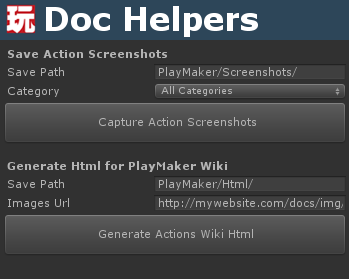 玩 Doc Helpers
Save Action Screenshots
Save Path PlayMaker/Screenshots/
Category All Categories
Capture Action Screenshots
Generate Html for PlayMaker Wiki
Save Path PlayMaker/Html/
Images Url http://mywebsite.com/docs/img/
Generate Actions Wiki Html